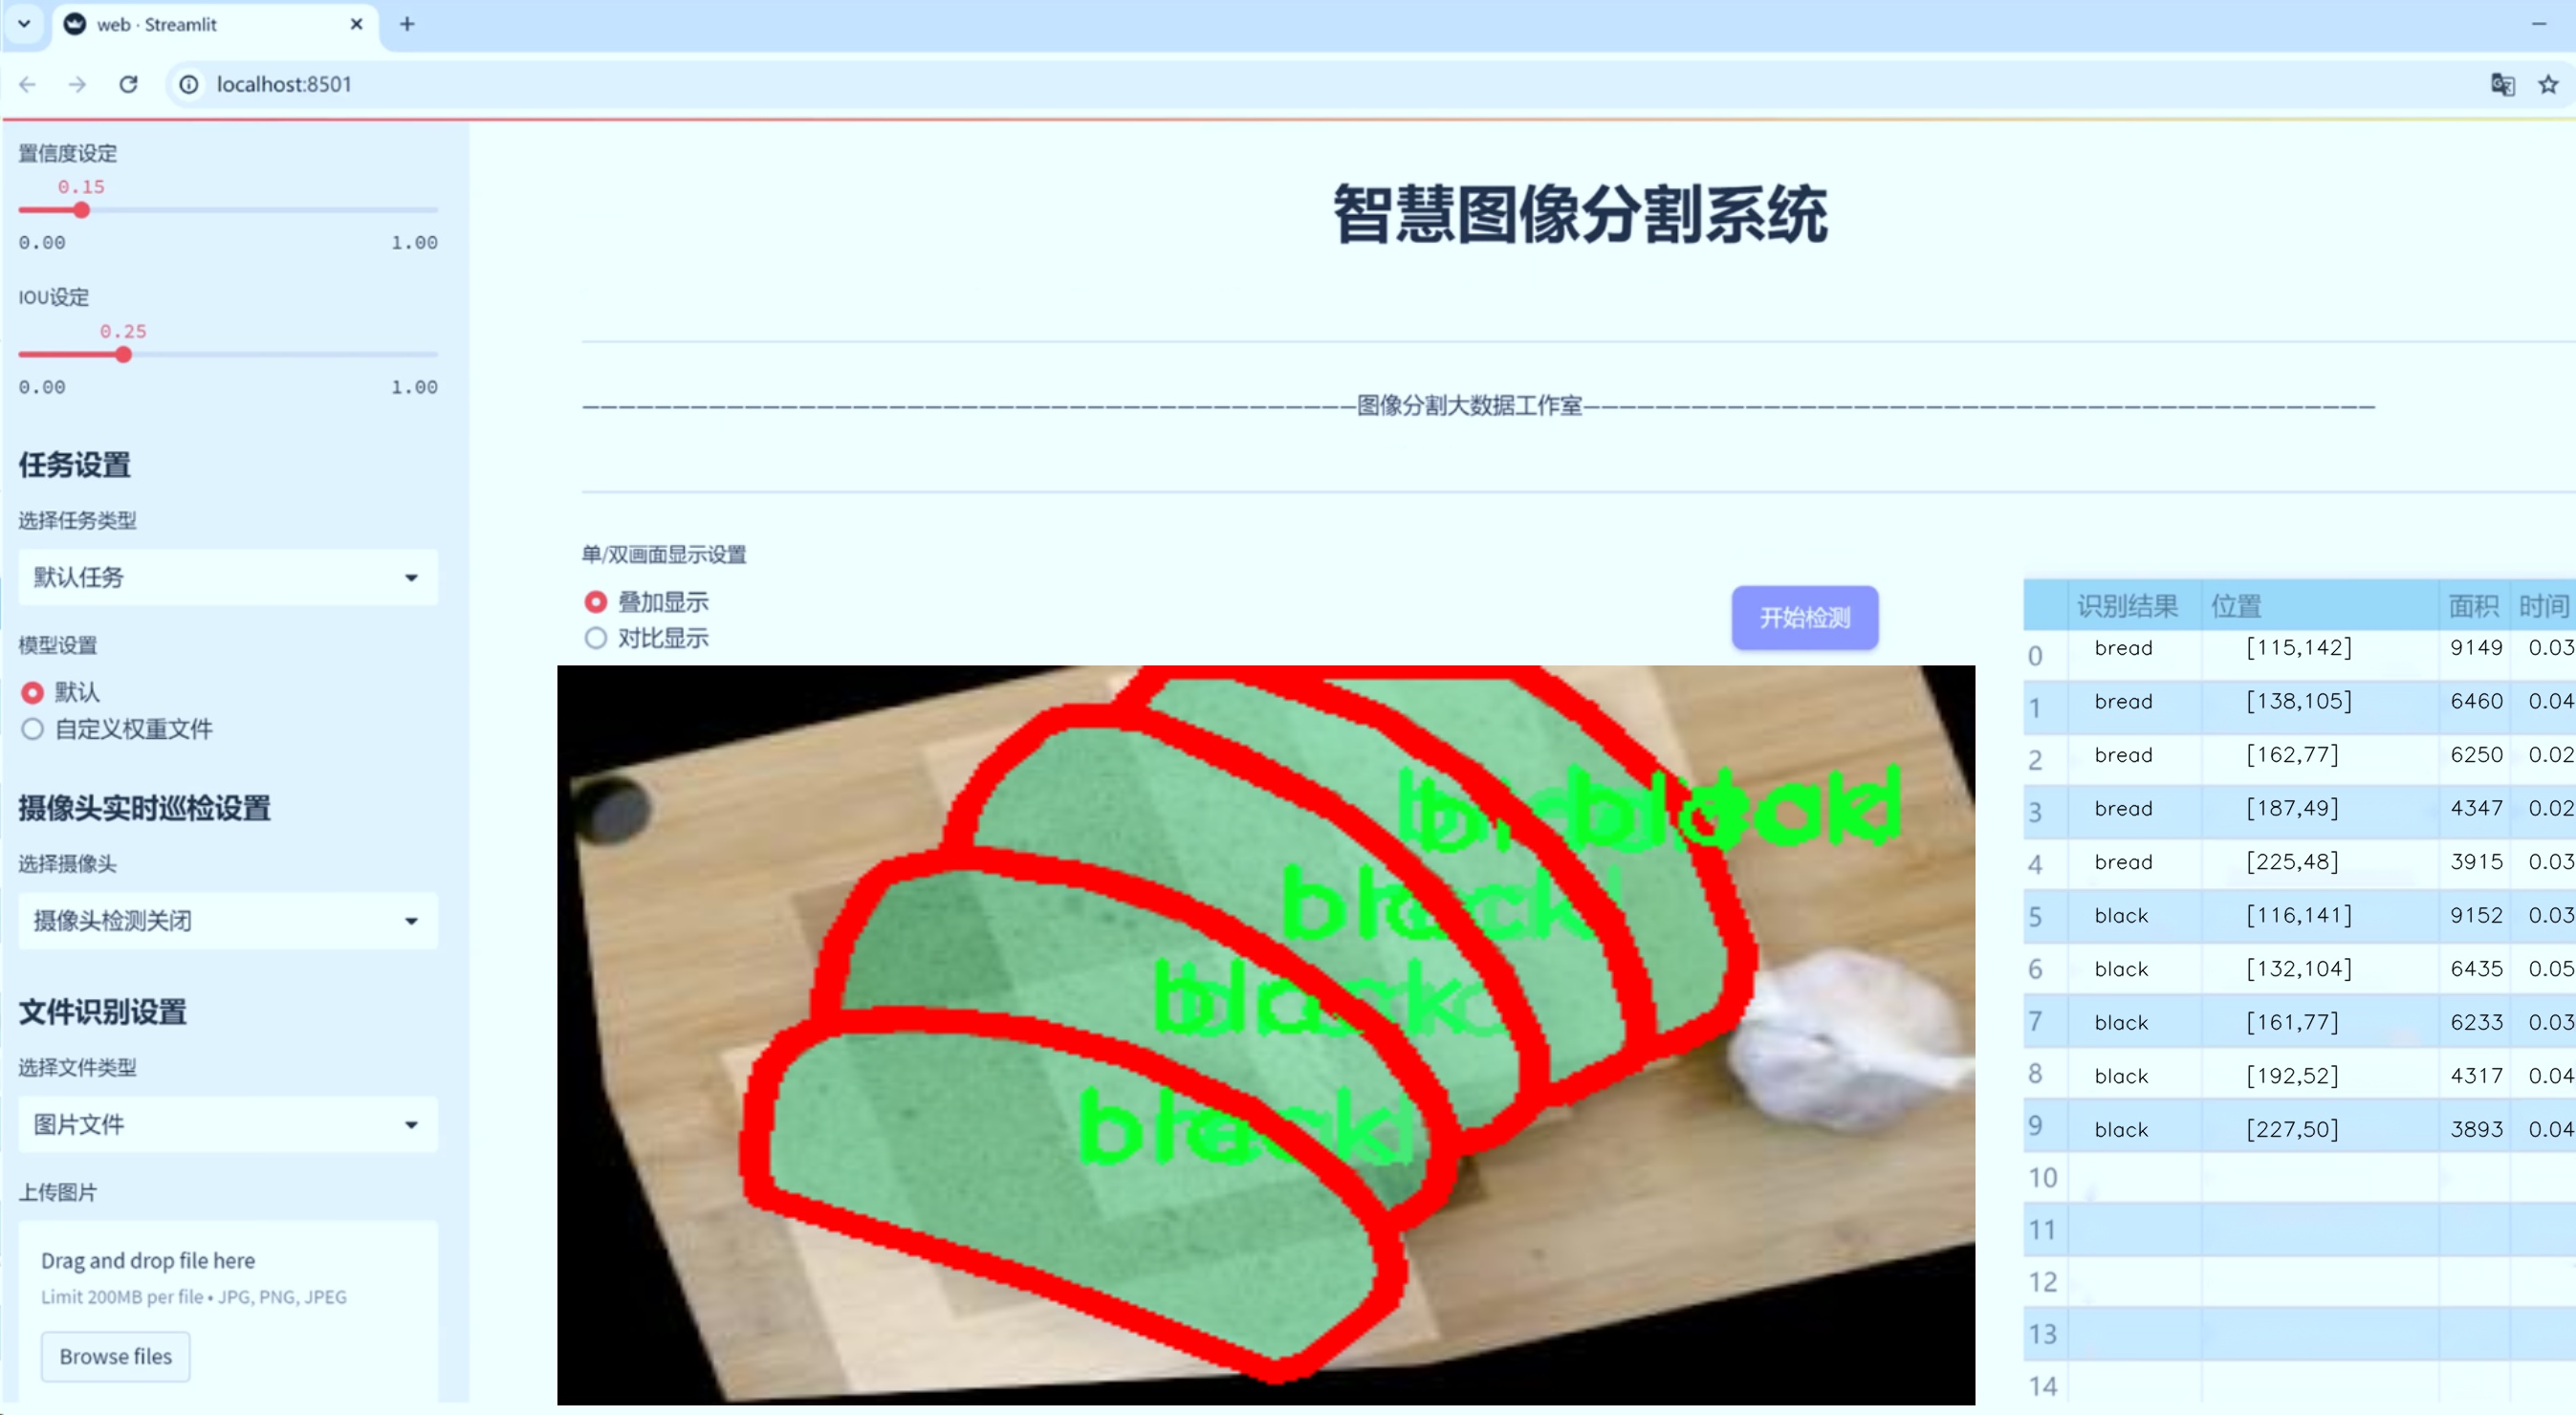 web · Streamlit
localhost:8501
置信度设定
0.15
0.00 1.00
IOU设定
0.25
0.00 1.00
任务设置
选择任务类型
默认任务
模型设置
默认
自定义权重文件
摄像头实时巡检设置
选择摄像头
摄像头检测关闭
文件识别设置
选择文件类型
图片文件
上传图片
Drag and drop file here
Limit 200MB per file • JPG, PNG, JPEG
Browse files
智慧图像分割系统
图像分割大数据工作室
单/双画面显示设置
叠加显示
对比显示
开始检测
black
black
black
识别结果 位置 面积 时间
0 bread [115,142] 9149 0.03
1 bread [138,105] 6460 0.04
2 bread [162,77] 6250 0.02
3 bread [187,49] 4347 0.02
4 bread [225,48] 3915 0.03
5 black [116,141] 9152 0.03
6 black [132,104] 6435 0.05
7 black [161,77] 6233 0.03
8 black [192,52] 4317 0.04
9 black [227,50] 3893 0.04
10
11
12
13
14